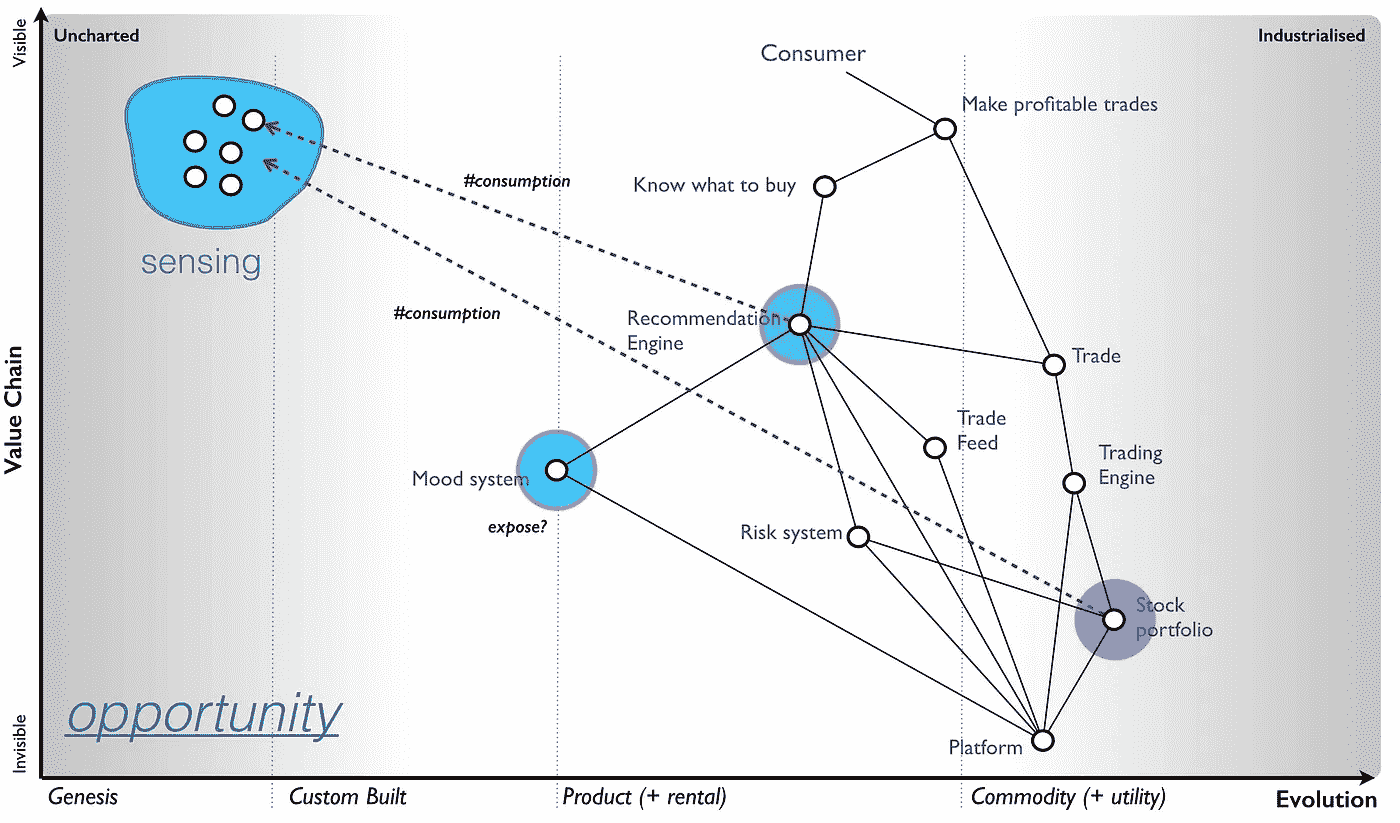 Visible
Uncharted
Industrialised
Consumer
Make profitable trades
#consumption
Know what to buy
sensing
#consumption
Recommendation
Engine
Trade
Value Chain
Trade
Feed
Trading
Engine
Mood system
expose?
Risk system
Stock
portfolio
opportunity
Invisible
Platform
Genesis
Custom Built
Product (+ rental)
Commodity (+ utility)
Evolution